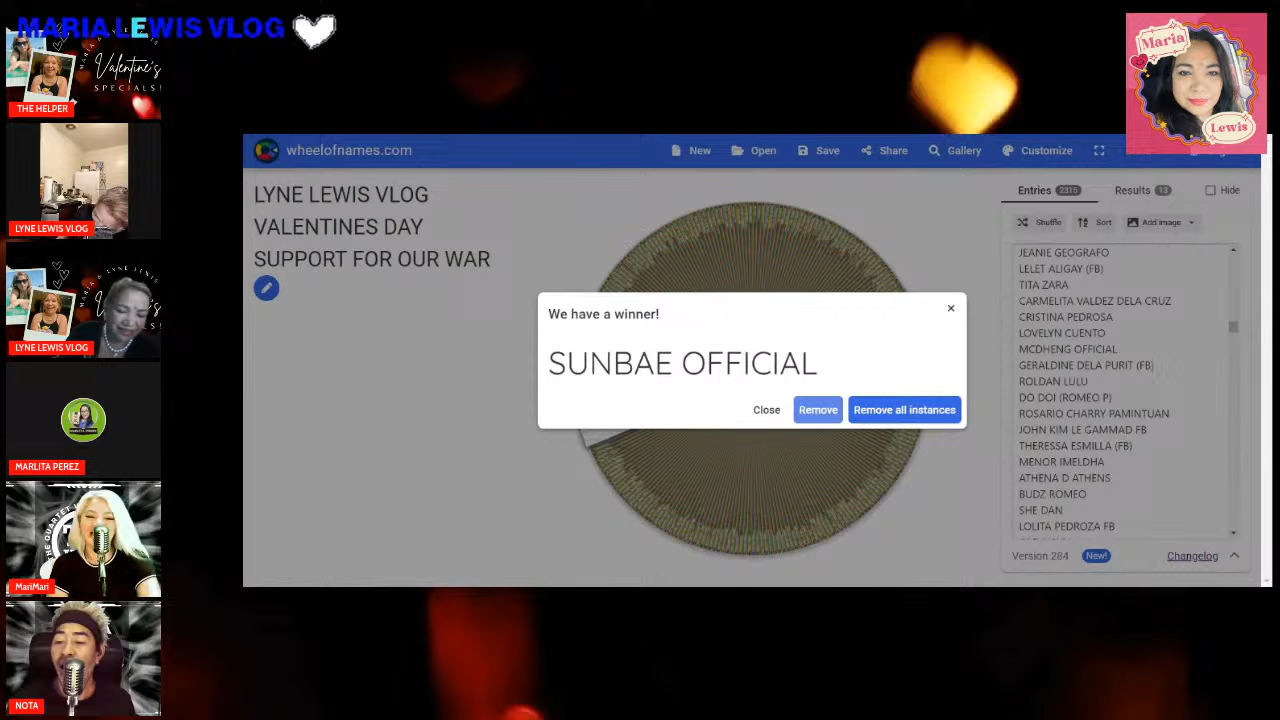 MARIA LEWIS VLOG
Valentine's
SPECIALS!
THE HELPER
LYNE LEWIS VLOG
LYNE LEWIS VLOG
MARLITA PEREZ
MariMari
NOTA
Maria
Lewis
wheelofnames.com
New
Open
Save
Share
Gallery
Customize
LYNE LEWIS VLOG
VALENTINES DAY
SUPPORT FOR OUR WAR
We have a winner!
SUNBAE OFFICIAL
Close
Remove
Remove all instances
Entries 2315
Results 13
Hide
Shuffle
Sort
Add image
JEANIE GEOGRAFO
LELET ALIGAY (FB)
TITA ZARA
CARMELITA VALDEZ DELA CRUZ
CRISTINA PEDROSA
LOVELYN CUENTO
MCDHENG OFFICIAL
GERALDINE DELA PURIT (FB)
ROLDAN LULU
DO DOI (ROMEO P)
ROSARIO CHARRY PAMINTUAN
JOHN KIM LE GAMMAD FB
THERESSA ESMILLA (FB)
MENOR IMELDHA
ATHENA D ATHENS
BUDZ ROMEO
SHE DAN
LOLITA PEDROZA FB
Version 284
New!
Changelog